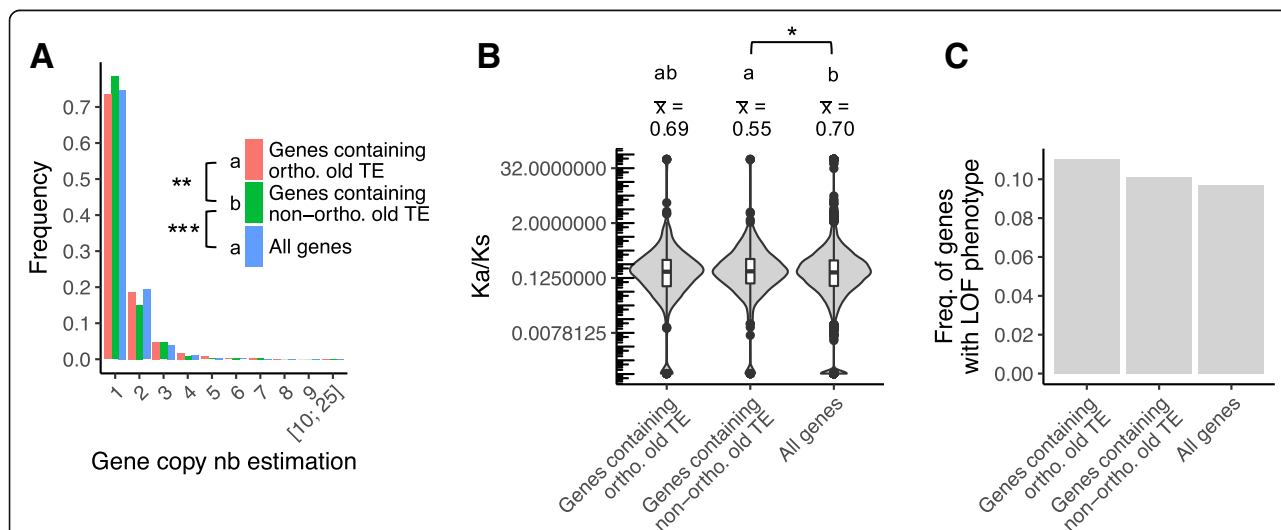 A
Frequency
0.7
0.6
0.5
0.4
0.3
0.2
0.1
0.0
**
***
a
Genes containing
ortho. old TE
b
Genes containing
non−ortho. old TE
a
All genes
1
2
3
4
5
6
7
8
9
[10; 25]
Gene copy nb estimation
B
*
ab
a
b
x̅ =
0.69
x̅ =
0.55
x̅ =
0.70
Ka/Ks
32.0000000
2.0000000
0.1250000
0.0078125
Genes containing
ortho. old TE
Genes containing
non−ortho. old TE
All genes
C
Freq. of genes
with LOF phenotype
0.10
0.08
0.06
0.04
0.02
0.00
Genes containing
ortho. old TE
Genes containing
non−ortho. old TE
All genes